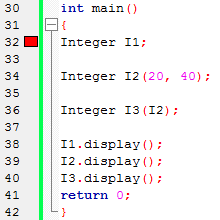 30 int main()
31 {
32 Integer I1;
33
34 Integer I2(20, 40);
35
36 Integer I3(I2);
37
38 I1.display();
39 I2.display();
40 I3.display();
41 return 0;
42 }